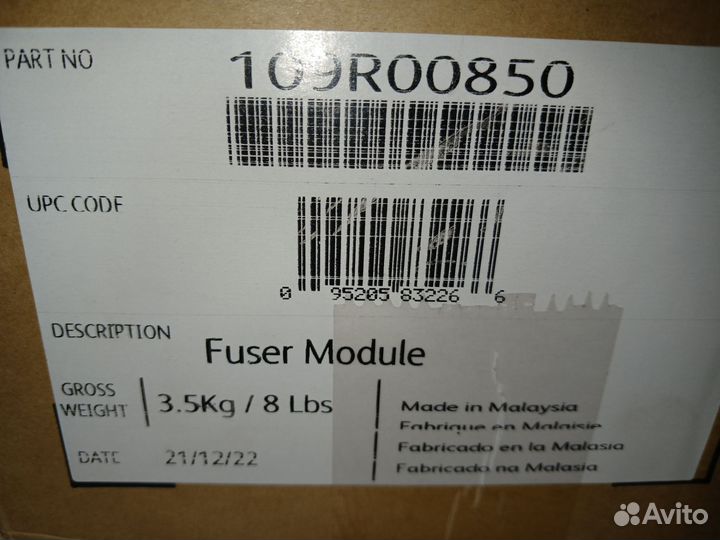 PART NO 109R00850
UPC CODE
0 95205 83226 6
DESCRIPTION Fuser Module
GROSS WEIGHT 3.5Kg / 8 Lbs
Made in Malaysia
Fabrique en Malaisie
Fabricado en la Malasia
DATE 21/12/22
Fabricado na Malasia
Avito